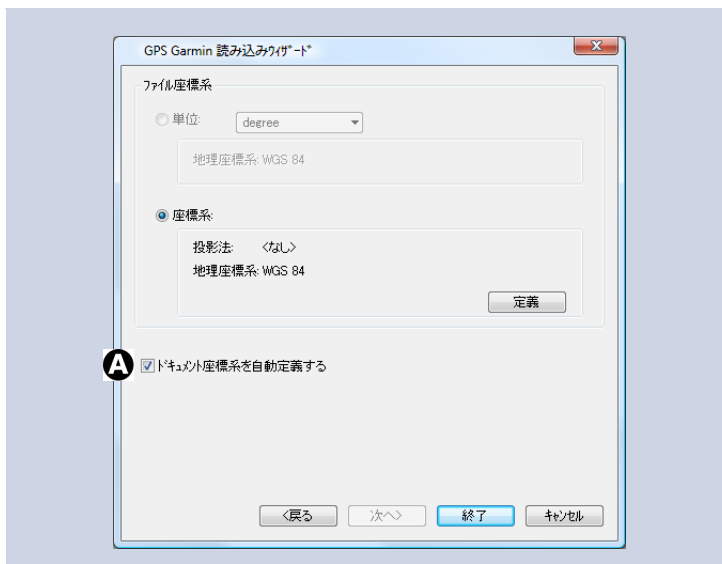 GPS Garmin 読み込みｳｨｻﾞｰﾄﾞ
X
ﾌｧｲﾙ座標系
単位:
degree
地理座標系: WGS 84
座標系:
投影法: <なし>
地理座標系: WGS 84
定義
A
ﾄﾞｷｭﾒﾝﾄ座標系を自動定義する
<戻る 次へ> 終了 ｷｬﾝｾﾙ